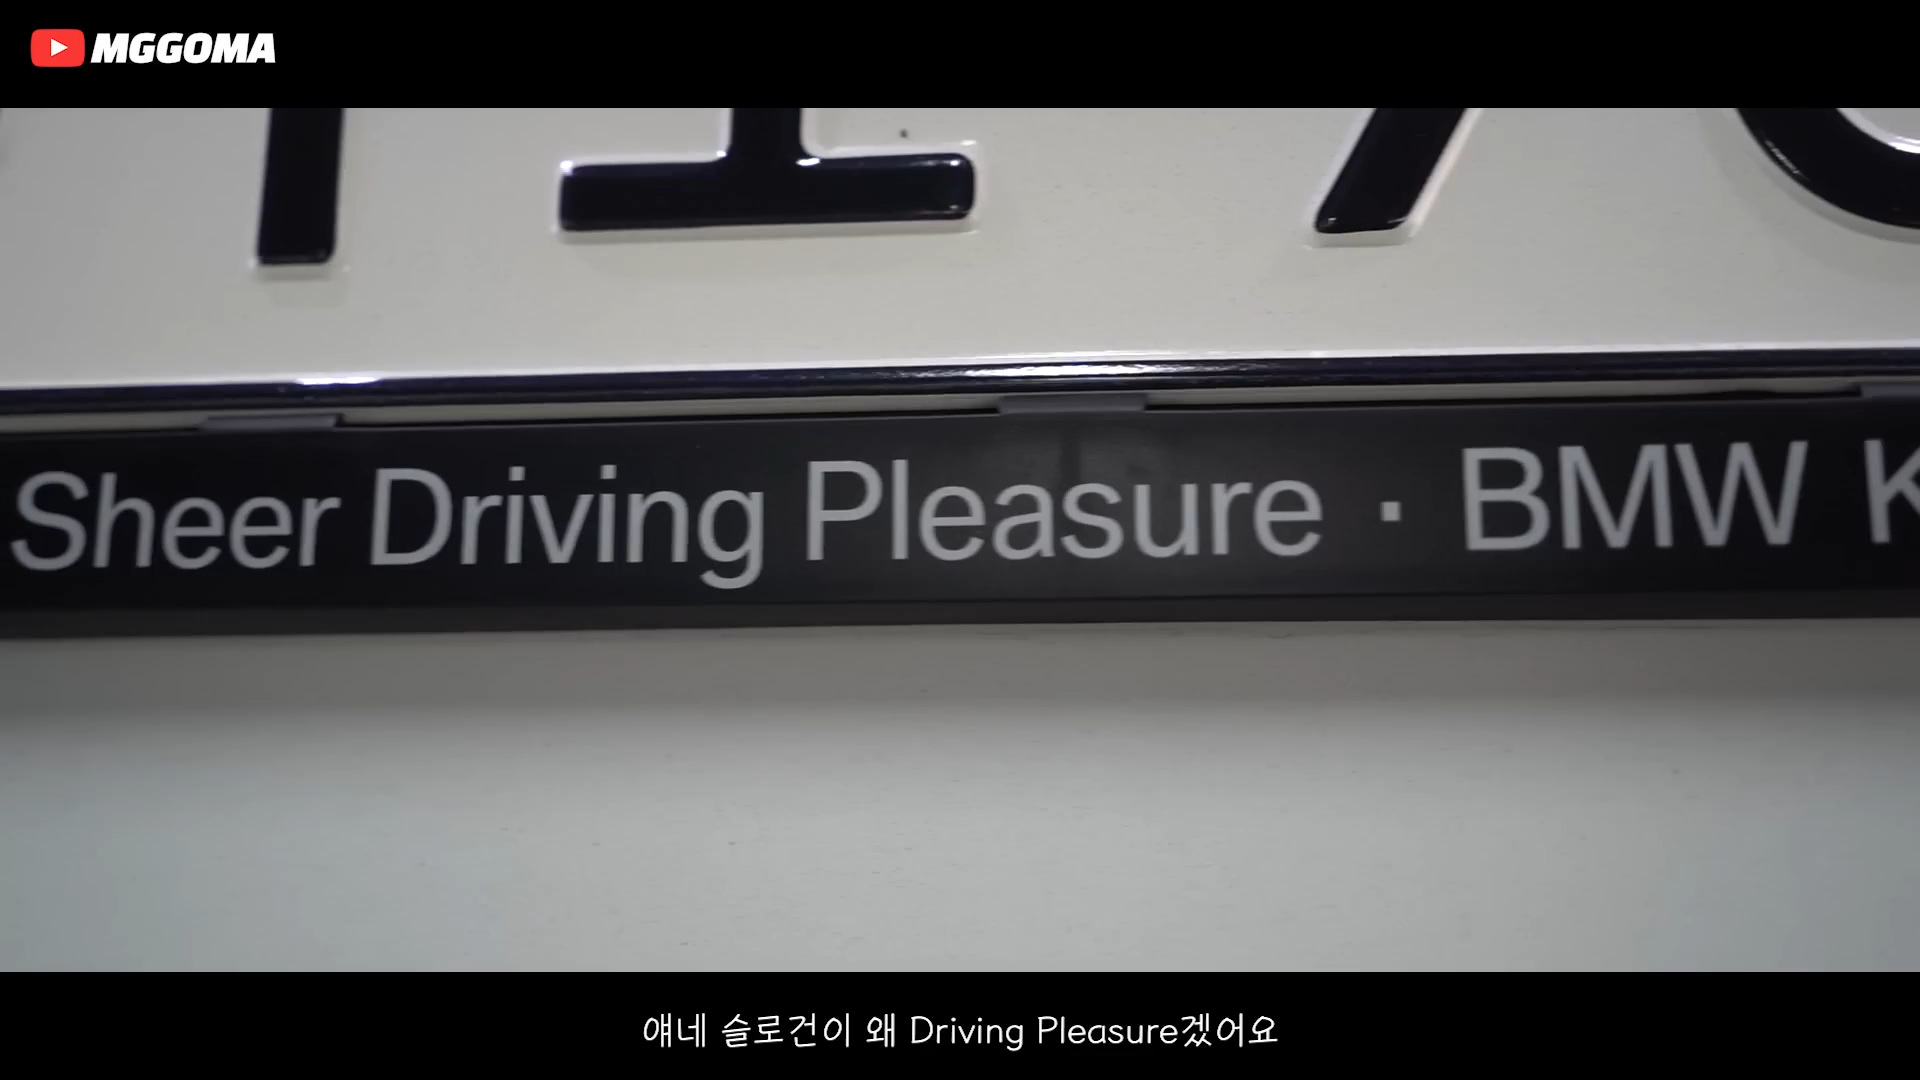 MGGOMA
Sheer Driving Pleasure · BMW K
얘네 슬로건이 왜 Driving Pleasure겠어요